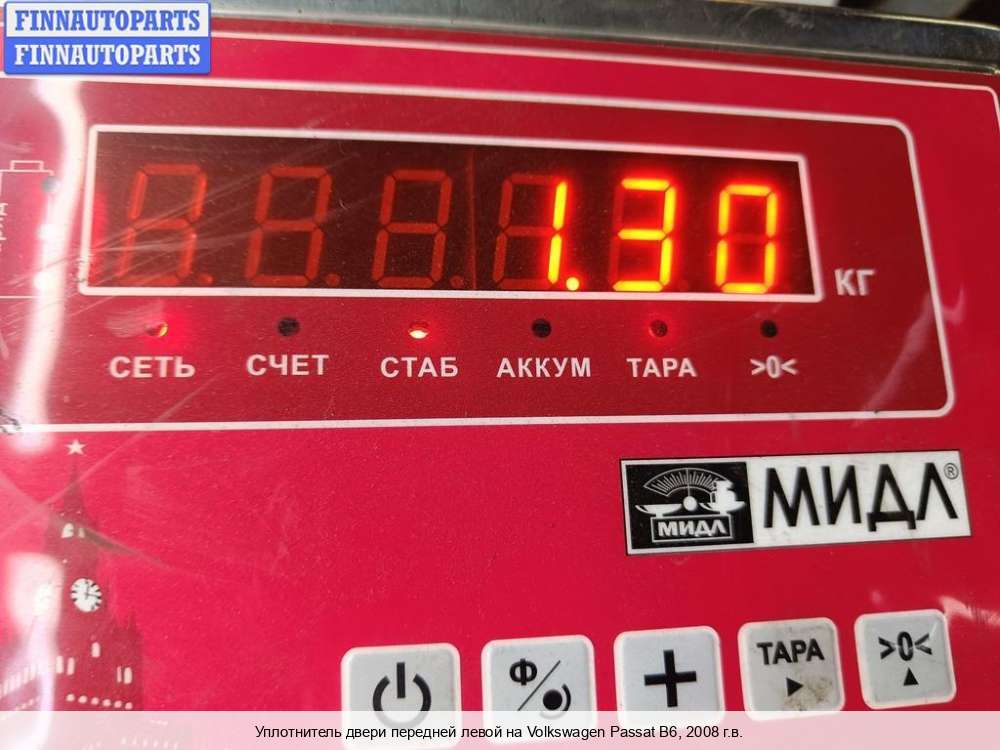 FINNAUTOPARTS
FINNAUTOPARTS
1.30
КГ
СЕТЬ СЧЕТ СТАБ АККУМ ТАРА >0<
МИДЛ МИДЛ®
Ф + ТАРА >0<
Уплотнитель двери передней левой на Volkswagen Passat B6, 2008 г.в.